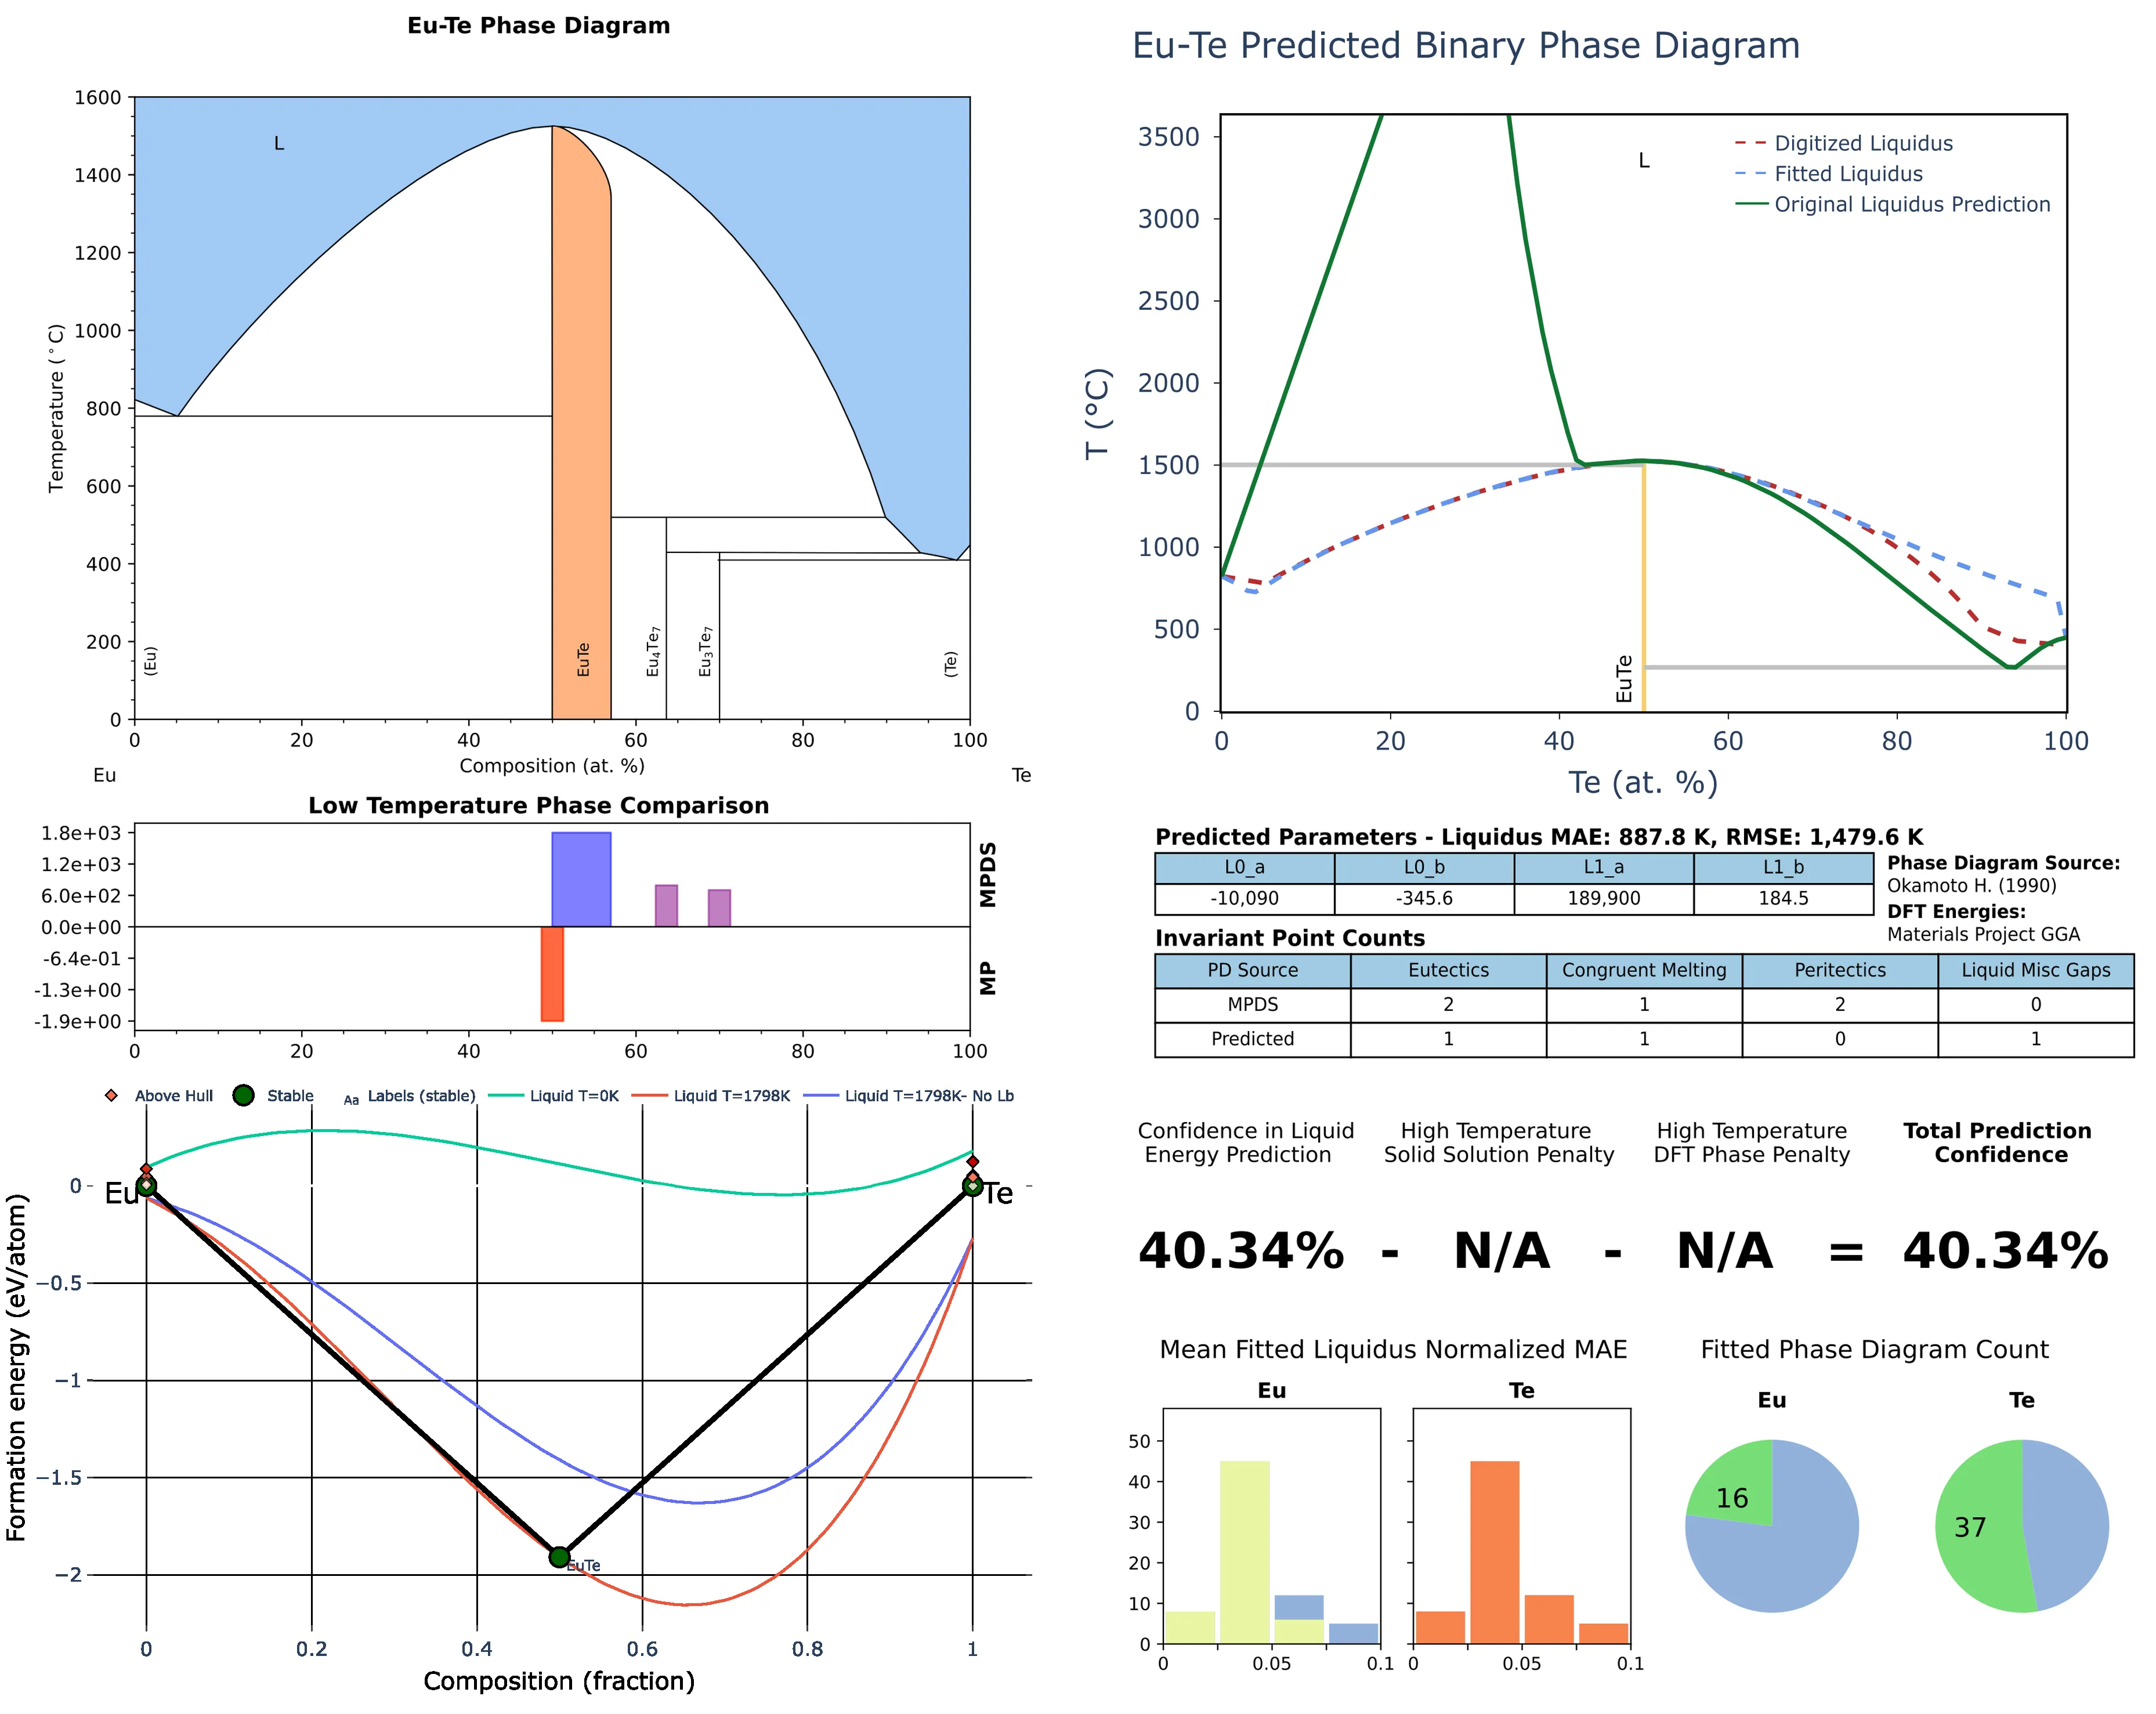 Eu-Te Phase Diagram
1600
1400
1200
1000
800
600
400
200
0
Temperature (°C)
L
(Eu)
EuTe
Eu4Te7
Eu3Te7
(Te)
0 20 40 60 80 100
Composition (at. %)
Eu Te
Low Temperature Phase Comparison
1.8e+03
1.2e+03
6.0e+02
0.0e+00
-6.4e-01
-1.3e+00
-1.9e+00
MPDS
MP
0 20 40 60 80 100
Above Hull Stable Aa Labels (stable) Liquid T=0K Liquid T=1798K Liquid T=1798K- No Lb
Formation energy (eV/atom)
0
−0.5
−1
−1.5
−2
Eu
Te
EuTe
0 0.2 0.4 0.6 0.8 1
Composition (fraction)
Eu-Te Predicted Binary Phase Diagram
3500
3000
2500
2000
1500
1000
500
0
T (°C)
L
Digitized Liquidus
Fitted Liquidus
Original Liquidus Prediction
EuTe
0 20 40 60 80 100
Te (at. %)
Predicted Parameters - Liquidus MAE: 887.8 K, RMSE: 1,479.6 K
L0_a L0_b L1_a L1_b
-10,090 -345.6 189,900 184.5
Phase Diagram Source:
Okamoto H. (1990)
DFT Energies:
Materials Project GGA
Invariant Point Counts
PD Source Eutectics Congruent Melting Peritectics Liquid Misc Gaps
MPDS 2 1 2 0
Predicted 1 1 0 1
Confidence in Liquid
Energy Prediction
High Temperature
Solid Solution Penalty
High Temperature
DFT Phase Penalty
Total Prediction
Confidence
40.34% - N/A - N/A = 40.34%
Mean Fitted Liquidus Normalized MAE
Eu Te
50
40
30
20
10
0
0 0.05 0.1 0 0.05 0.1
Fitted Phase Diagram Count
Eu Te
16
37